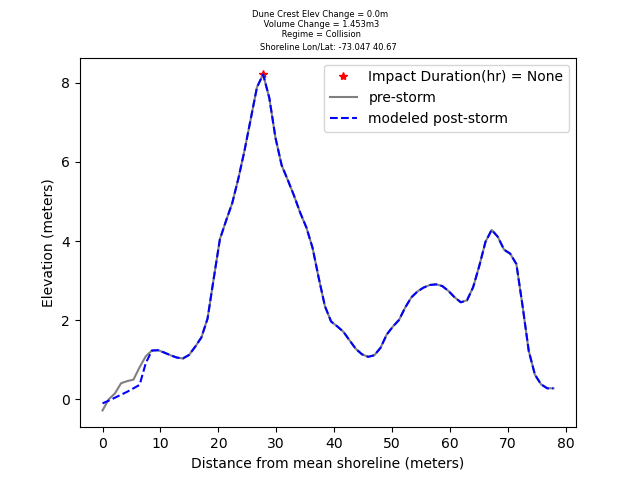 Dune Crest Elev Change = 0.0m
Volume Change = 1.453m3
Regime = Collision
Shoreline Lon/Lat: -73.047 40.67
Impact Duration(hr) = None
pre-storm
modeled post-storm
Elevation (meters)
8
6
4
2
0
0 10 20 30 40 50 60 70 80
Distance from mean shoreline (meters)